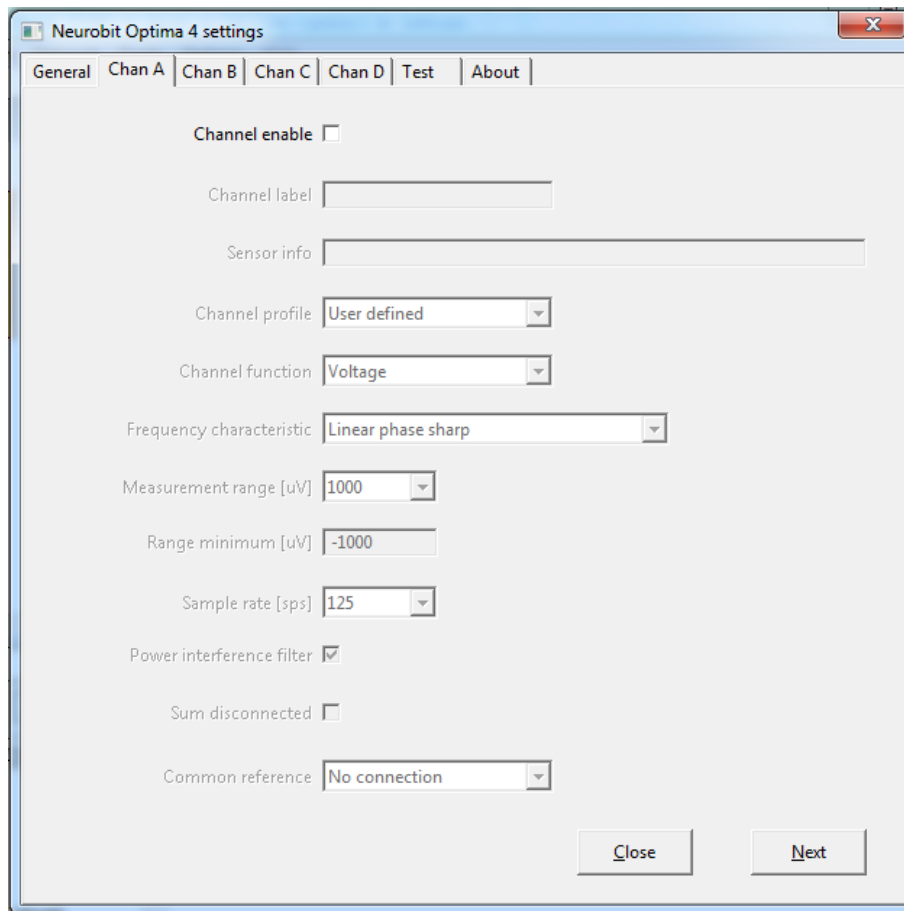 Neurobit Optima 4 settings
General Chan A Chan B Chan C Chan D Test About
Channel enable
Channel label
Sensor info
Channel profile User defined
Channel function Voltage
Frequency characteristic Linear phase sharp
Measurement range [uV] 1000
Range minimum [uV] -1000
Sample rate [sps] 125
Power interference filter
Sum disconnected
Common reference No connection
Close Next